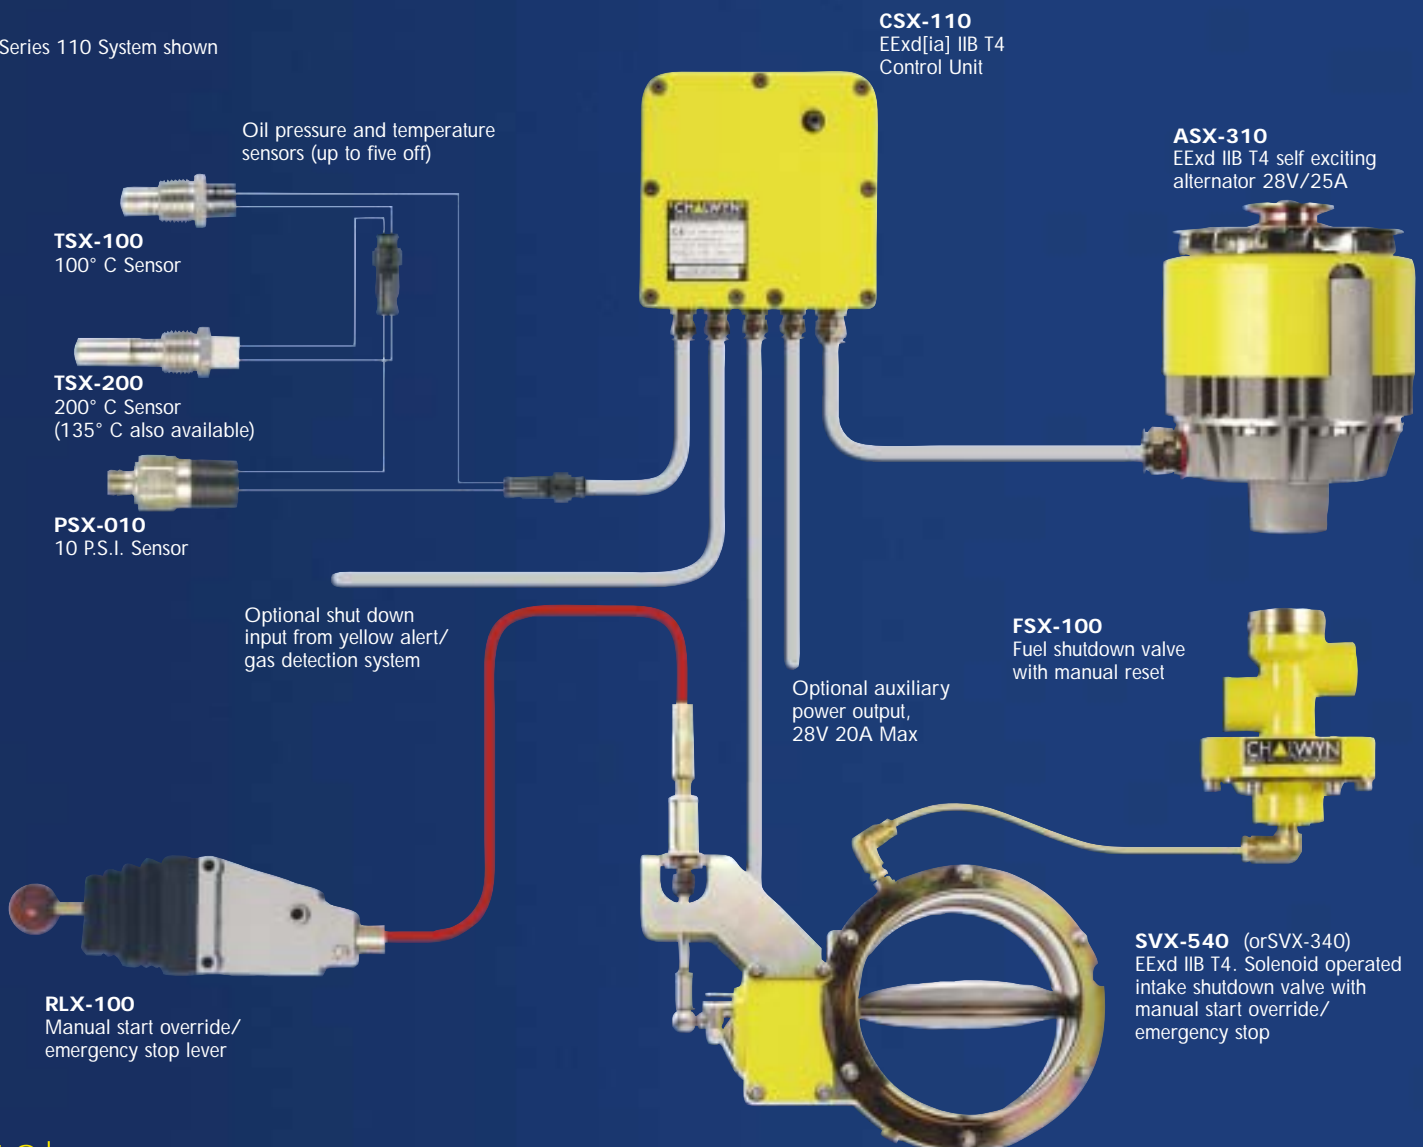 Series 110 System shown
CSX-110
EExd[ia] IIB T4
Control Unit
Oil pressure and temperature
sensors (up to five off)
ASX-310
EExd IIB T4 self exciting
alternator 28V/25A
CHALWYN
TSX-100
100° C Sensor
TSX-200
200° C Sensor
(135° C also available)
PSX-010
10 P.S.I. Sensor
Optional shut down
input from yellow alert/
gas detection system
Optional auxiliary
power output,
28V 20A Max
FSX-100
Fuel shutdown valve
with manual reset
CHALWYN
RLX-100
Manual start override/
emergency stop lever
SVX-540 (orSVX-340)
EExd IIB T4. Solenoid operated
intake shutdown valve with
manual start override/
emergency stop